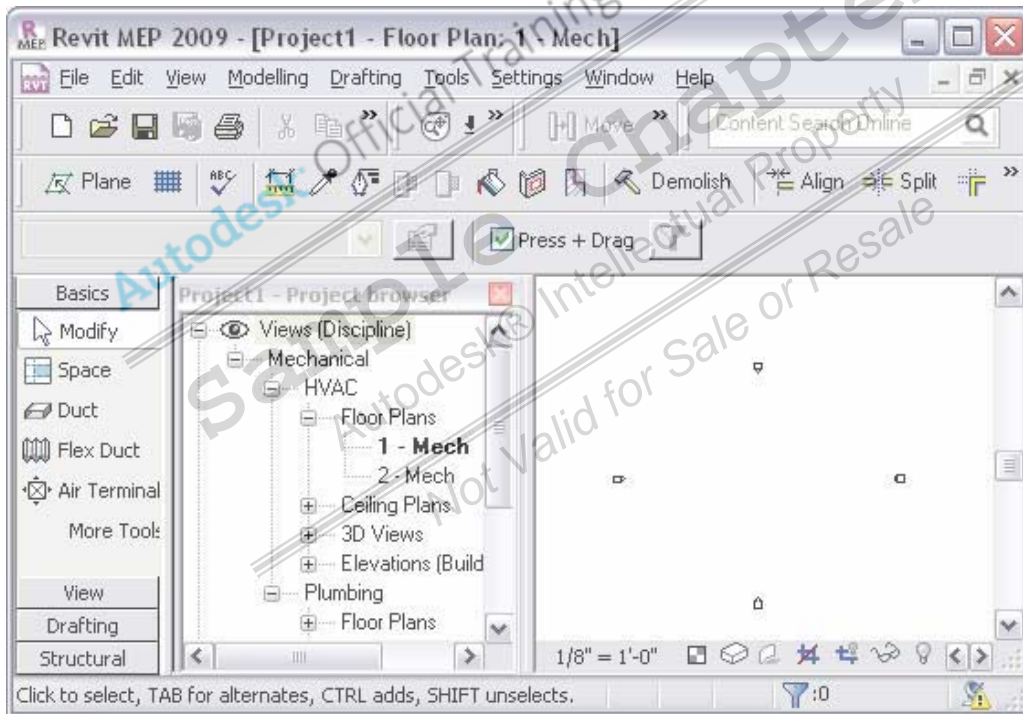 Revit MEP 2009 - [Project1 - Floor Plan: 1 - Mech]
File Edit View Modelling Drafting Tools Settings Window Help
Move Content Search Online
Plane Demolish Align Split
Press + Drag
Basics
Modify
Space
Duct
Flex Duct
Air Terminal
More Tools
View
Drafting
Structural
Project1 - Project browser
Views (Discipline)
Mechanical
HVAC
Floor Plans
1 - Mech
2 - Mech
Ceiling Plans
3D Views
Elevations (Build
Plumbing
Floor Plans
1/8" = 1'-0"
Click to select, TAB for alternates, CTRL adds, SHIFT unselects. :0
Autodesk Official Training
Sample Chapte
Autodesk® Intellectual Property
Not Valid for Sale or Resale